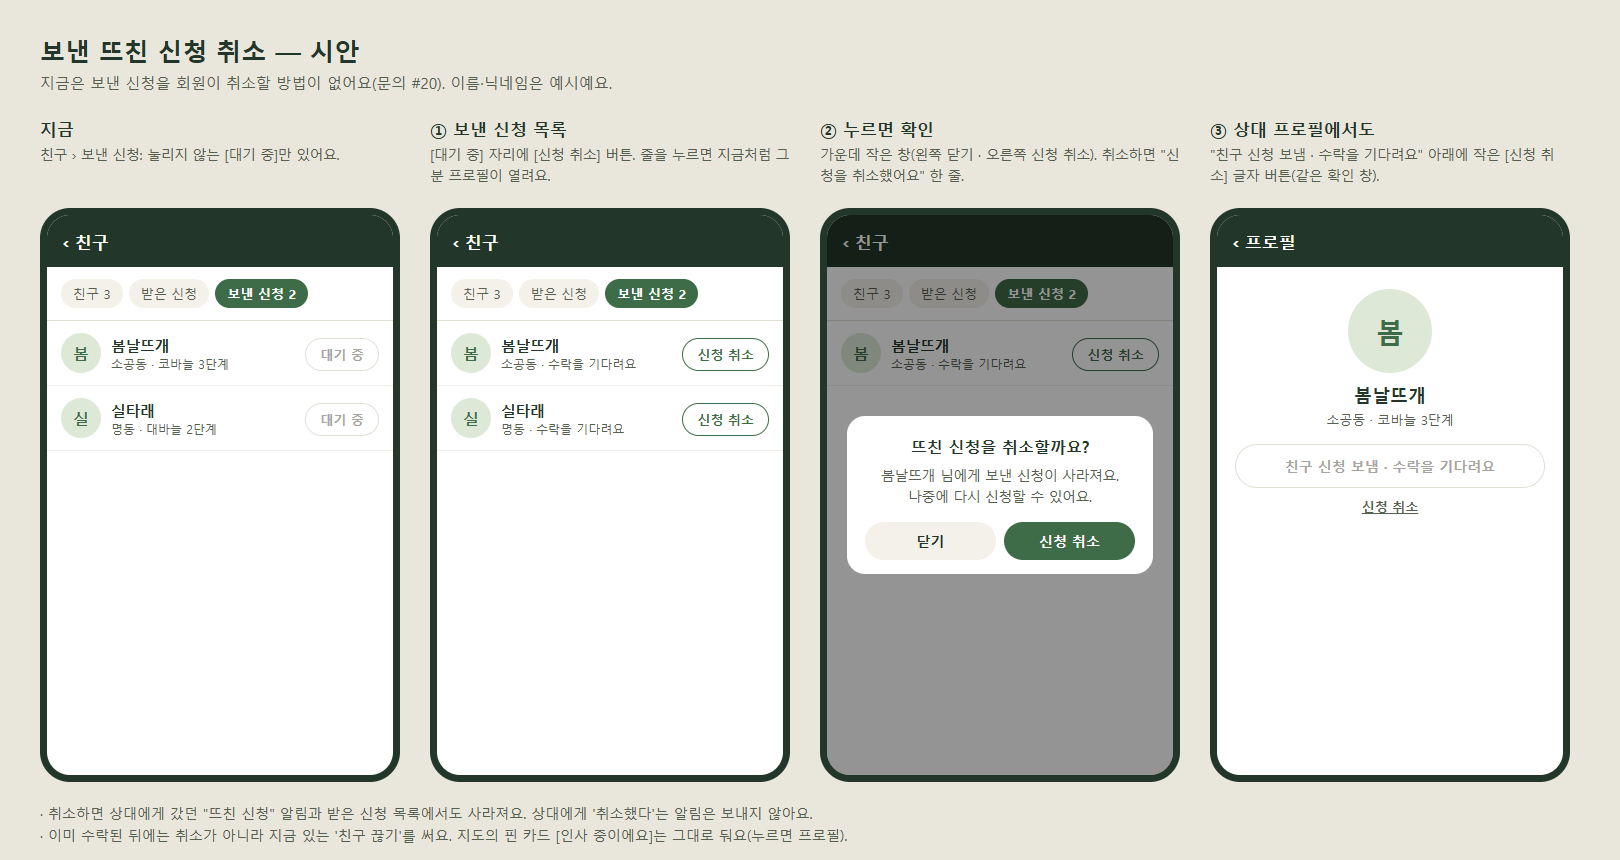 보낸 뜨친 신청 취소 — 시안
지금은 보낸 신청을 회원이 취소할 방법이 없어요(문의 #20). 이름·닉네임은 예시예요.
지금
친구 › 보낸 신청: 눌리지 않는 [대기 중]만 있어요.
‹ 친구
친구 3
받은 신청
보낸 신청 2
봄
봄날뜨개
소공동 · 코바늘 3단계
대기 중
실
실타래
명동 · 대바늘 2단계
대기 중
① 보낸 신청 목록
[대기 중] 자리에 [신청 취소] 버튼. 줄을 누르면 지금처럼 그
분 프로필이 열려요.
‹ 친구
친구 3
받은 신청
보낸 신청 2
봄
봄날뜨개
소공동 · 수락을 기다려요
신청 취소
실
실타래
명동 · 수락을 기다려요
신청 취소
② 누르면 확인
가운데 작은 창(왼쪽 닫기 · 오른쪽 신청 취소). 취소하면 "신
청을 취소했어요" 한 줄.
‹ 친구
친구 3
받은 신청
보낸 신청 2
봄
봄날뜨개
소공동 · 수락을 기다려요
신청 취소
뜨친 신청을 취소할까요?
봄날뜨개 님에게 보낸 신청이 사라져요.
나중에 다시 신청할 수 있어요.
닫기
신청 취소
③ 상대 프로필에서도
"친구 신청 보냄 · 수락을 기다려요" 아래에 작은 [신청 취
소] 글자 버튼(같은 확인 창).
‹ 프로필
봄
봄날뜨개
소공동 · 코바늘 3단계
친구 신청 보냄 · 수락을 기다려요
신청 취소
· 취소하면 상대에게 갔던 "뜨친 신청" 알림과 받은 신청 목록에서도 사라져요. 상대에게 '취소했다'는 알림은 보내지 않아요.
· 이미 수락된 뒤에는 취소가 아니라 지금 있는 '친구 끊기'를 써요. 지도의 핀 카드 [인사 중이에요]는 그대로 둬요(누르면 프로필).